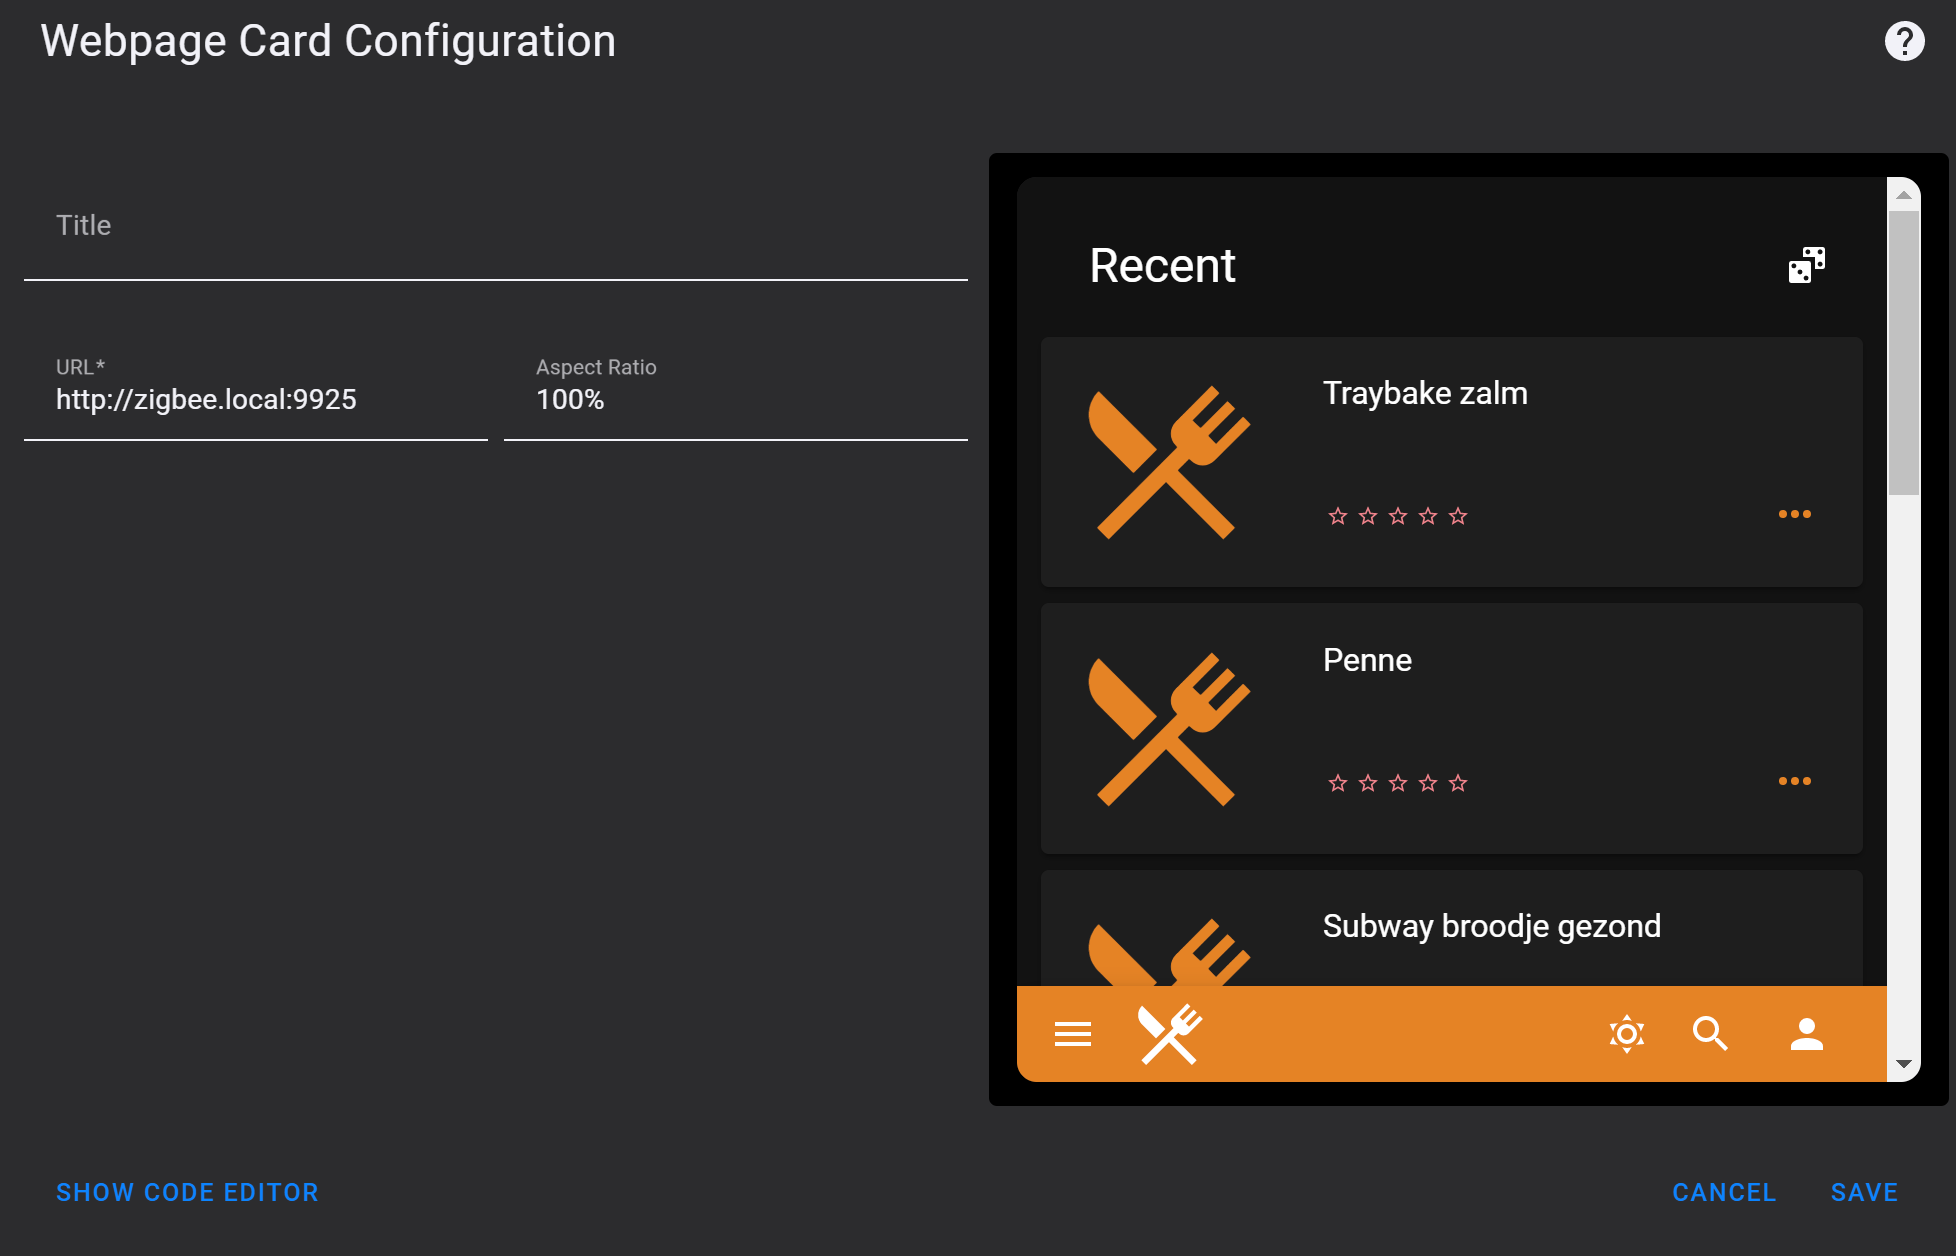 Webpage Card Configuration
Title
URL*
http://zigbee.local:9925
Aspect Ratio
100%
Recent
Traybake zalm
Penne
Subway broodje gezond
SHOW CODE EDITOR
CANCEL
SAVE